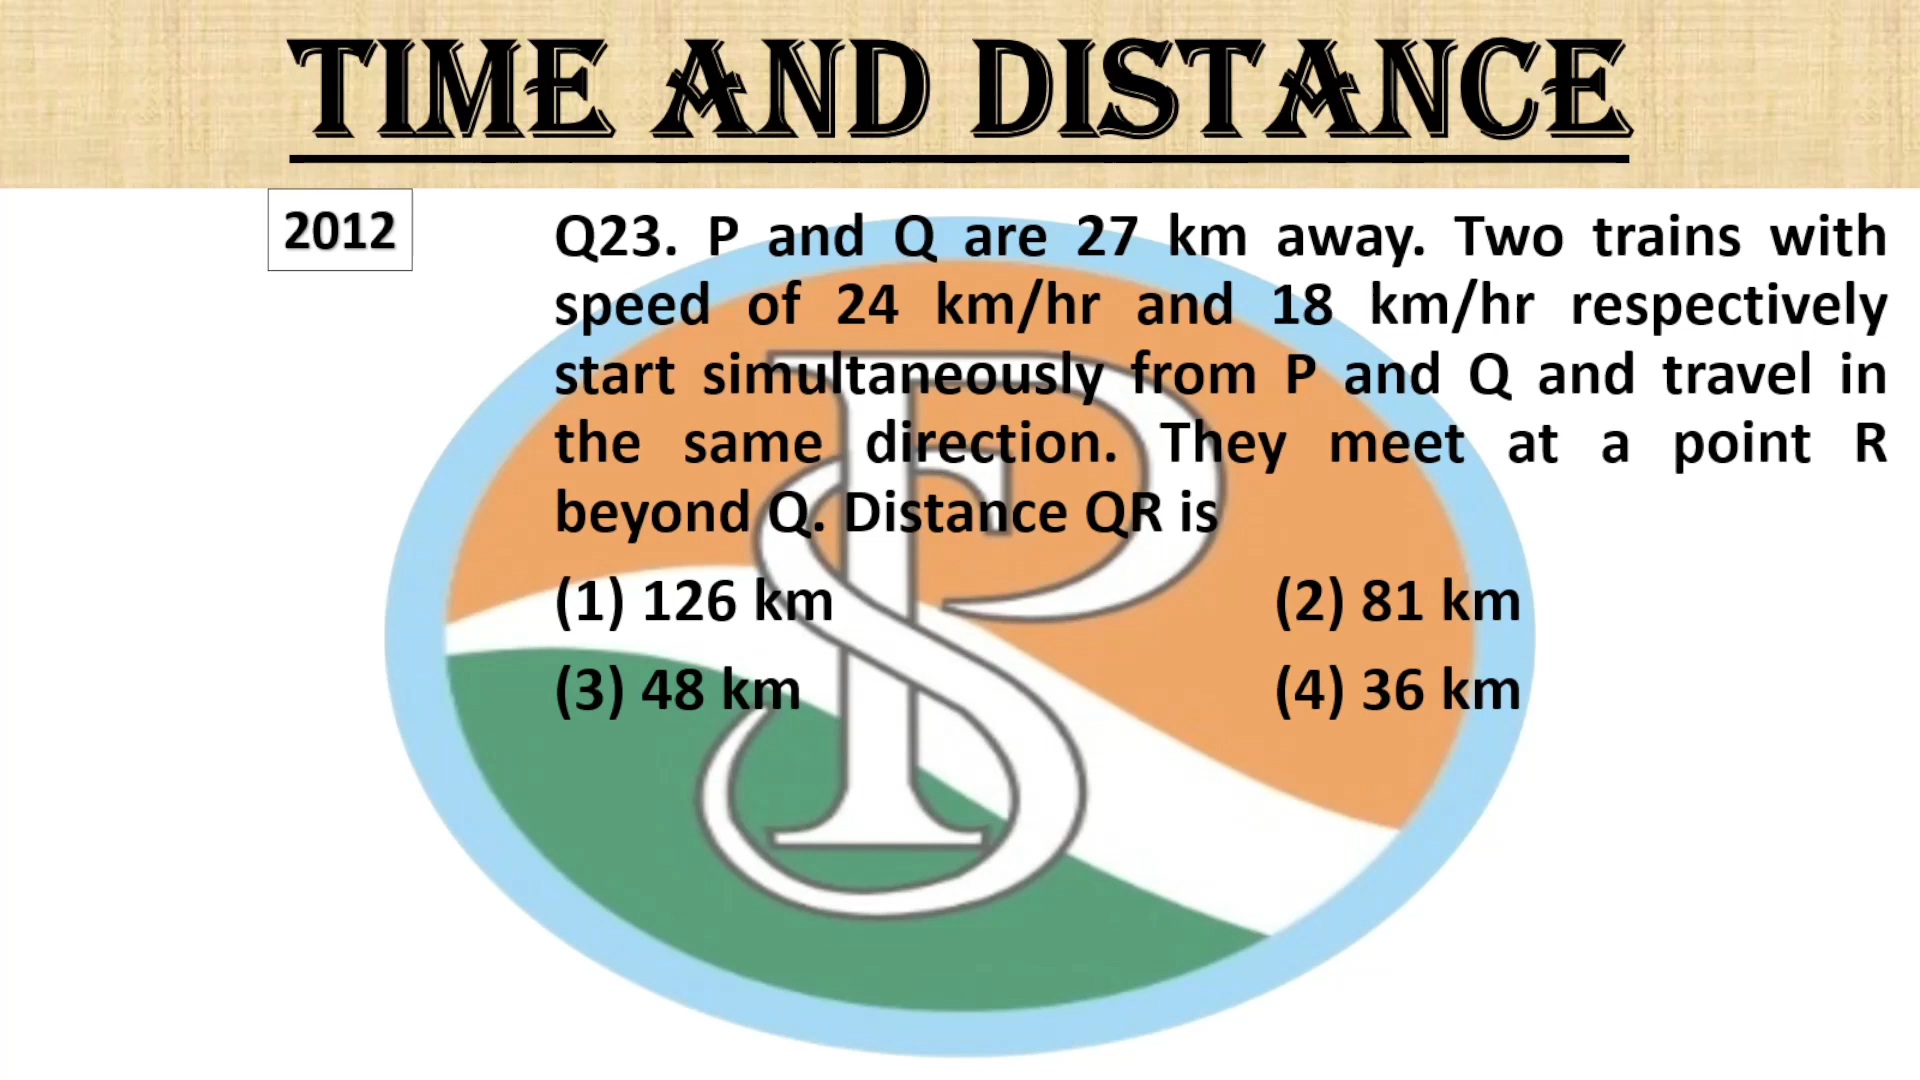 TIME AND DISTANCE
2012
Q23. P and Q are 27 km away. Two trains with
speed of 24 km/hr and 18 km/hr respectively
start simultaneously from P and Q and travel in
the same direction. They meet at a point R
beyond Q. Distance QR is
(1) 126 km (2) 81 km
(3) 48 km (4) 36 km